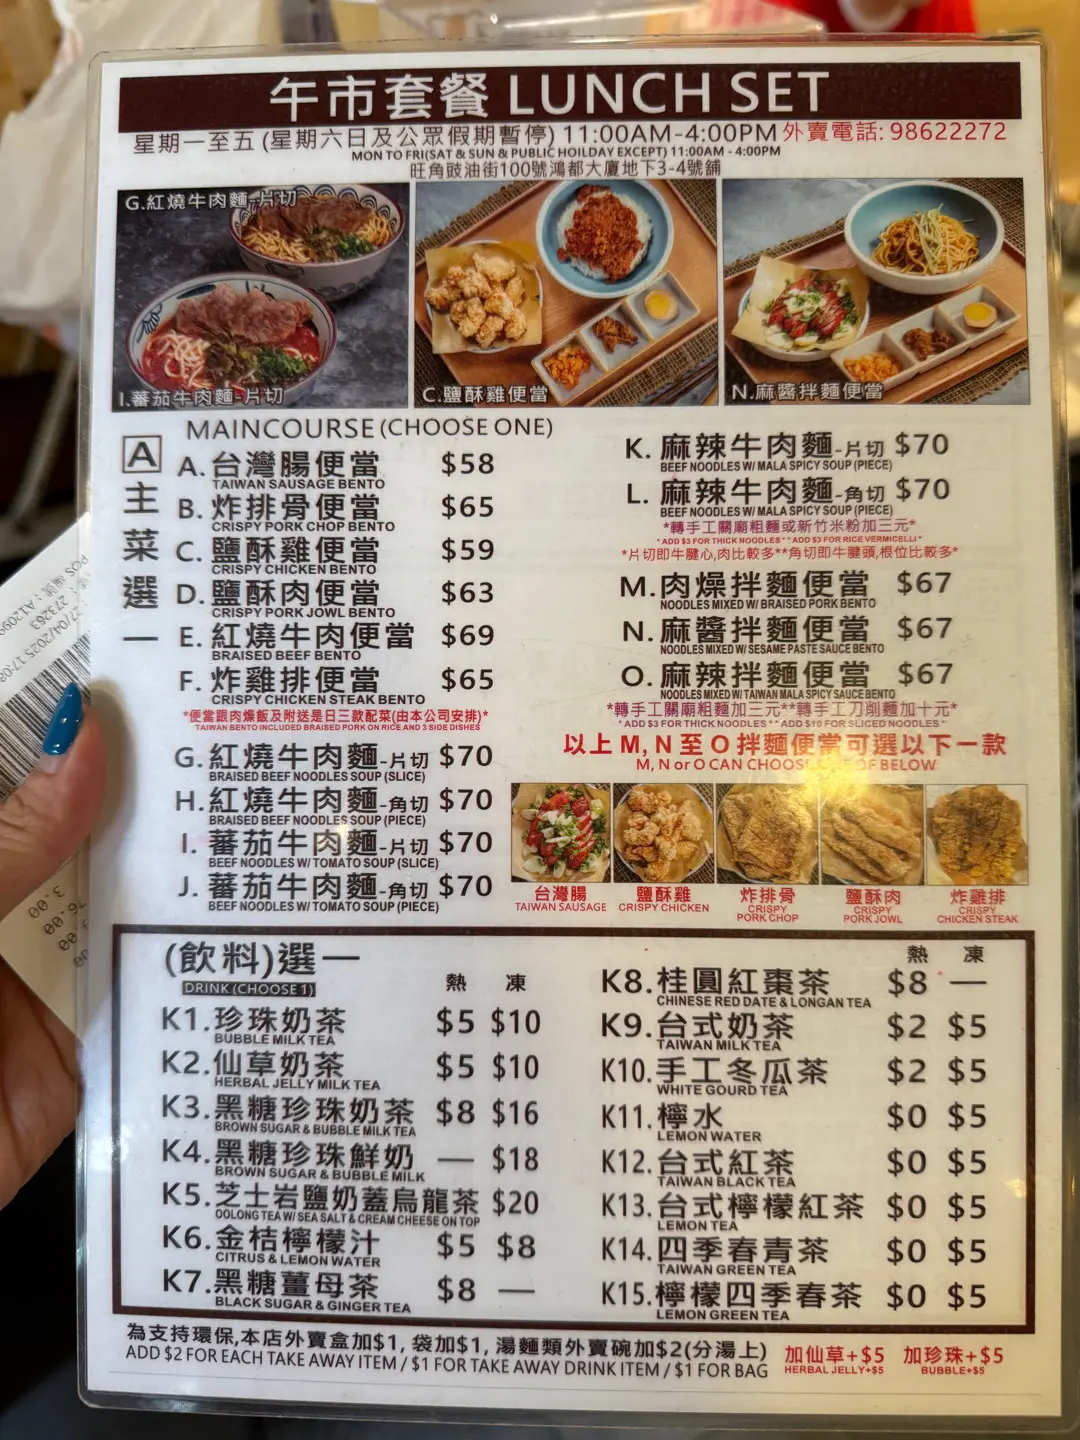 午市套餐 LUNCH SET
星期一至五 (星期六日及公眾假期暫停) 11:00AM-4:00PM 外賣電話: 98622272
MON TO FRI(SAT & SUN & PUBLIC HOILDAY EXCEPT) 11:00AM - 4:00PM
旺角豉油街100號鴻都大廈地下3-4號舖
G.紅燒牛肉麵-片切
I.蕃茄牛肉麵-片切
C.鹽酥雞便當
N.麻醬拌麵便當
A主菜選一
MAINCOURSE (CHOOSE ONE)
A. 台灣腸便當 $58
TAIWAN SAUSAGE BENTO
B. 炸排骨便當 $65
CRISPY PORK CHOP BENTO
C. 鹽酥雞便當 $59
CRISPY CHICKEN BENTO
D. 鹽酥肉便當 $63
CRISPY PORK JOWL BENTO
E. 紅燒牛肉便當 $69
BRAISED BEEF BENTO
F. 炸雞排便當 $65
CRISPY CHICKEN STEAK BENTO
*便當跟肉燥飯及附送是日三款配菜(由本公司安排)*
TAIWAN BENTO INCLUDED BRAISED PORK ON RICE AND 3 SIDE DISHES
G. 紅燒牛肉麵-片切 $70
BRAISED BEEF NOODLES SOUP (SLICE)
H. 紅燒牛肉麵-角切 $70
BRAISED BEEF NOODLES SOUP (PIECE)
I. 蕃茄牛肉麵-片切 $70
BEEF NOODLES W/ TOMATO SOUP (SLICE)
J. 蕃茄牛肉麵-角切 $70
BEEF NOODLES W/ TOMATO SOUP (PIECE)
K. 麻辣牛肉麵-片切 $70
BEEF NOODLES W/ MALA SPICY SOUP (PIECE)
L. 麻辣牛肉麵-角切 $70
BEEF NOODLES W/ MALA SPICY SOUP (PIECE)
*轉手工關廟粗麵或新竹米粉加三元*
* ADD $3 FOR THICK NOODLES * * ADD $3 FOR RICE VERMICELLI *
*片切即牛腱心,肉比較多**角切即牛腱頭,根位比較多*
M. 肉燥拌麵便當 $67
NOODLES MIXED W/ BRAISED PORK BENTO
N. 麻醬拌麵便當 $67
NOODLES MIXED W/ SESAME PASTE SAUCE BENTO
O. 麻辣拌麵便當 $67
NOODLES MIXED W/ TAIWAN MALA SPICY SAUCE BENTO
*轉手工關廟粗麵加三元**轉手工刀削麵加十元*
* ADD $3 FOR THICK NOODLES * * ADD $10 FOR SLICED NOODLES *
以上 M, N 至 O 拌麵便當可選以下一款
M, N or O CAN CHOOSE OF BELOW
台灣腸
TAIWAN SAUSAGE
鹽酥雞
CRISPY CHICKEN
炸排骨
CRISPY
PORK CHOP
鹽酥肉
CRISPY
PORK JOWL
炸雞排
CRISPY
CHICKEN STEAK
(飲料)選一
DRINK (CHOOSE 1)
熱 凍
K1.珍珠奶茶 $5 $10
BUBBLE MILK TEA
K2.仙草奶茶 $5 $10
HERBAL JELLY MILK TEA
K3.黑糖珍珠奶茶 $8 $16
BROWN SUGAR & BUBBLE MILK TEA
K4.黑糖珍珠鮮奶 — $18
BROWN SUGAR & BUBBLE MILK
K5.芝士岩鹽奶蓋烏龍茶 $20
OOLONG TEA W/ SEA SALT & CREAM CHEESE ON TOP
K6.金桔檸檬汁 $5 $8
CITRUS & LEMON WATER
K7.黑糖薑母茶 $8 —
BLACK SUGAR & GINGER TEA
熱 凍
K8.桂圓紅棗茶 $8 —
CHINESE RED DATE & LONGAN TEA
K9.台式奶茶 $2 $5
TAIWAN MILK TEA
K10.手工冬瓜茶 $2 $5
WHITE GOURD TEA
K11.檸水 $0 $5
LEMON WATER
K12.台式紅茶 $0 $5
TAIWAN BLACK TEA
K13.台式檸檬紅茶 $0 $5
LEMON TEA
K14.四季春青茶 $0 $5
TAIWAN GREEN TEA
K15.檸檬四季春茶 $0 $5
LEMON GREEN TEA
為支持環保,本店外賣盒加$1, 袋加$1, 湯麵類外賣碗加$2(分湯上)
ADD $2 FOR EACH TAKE AWAY ITEM / $1 FOR TAKE AWAY DRINK ITEM / $1 FOR BAG
加仙草+$5 加珍珠+$5
HERBAL JELLY+$5 BUBBLE+$5